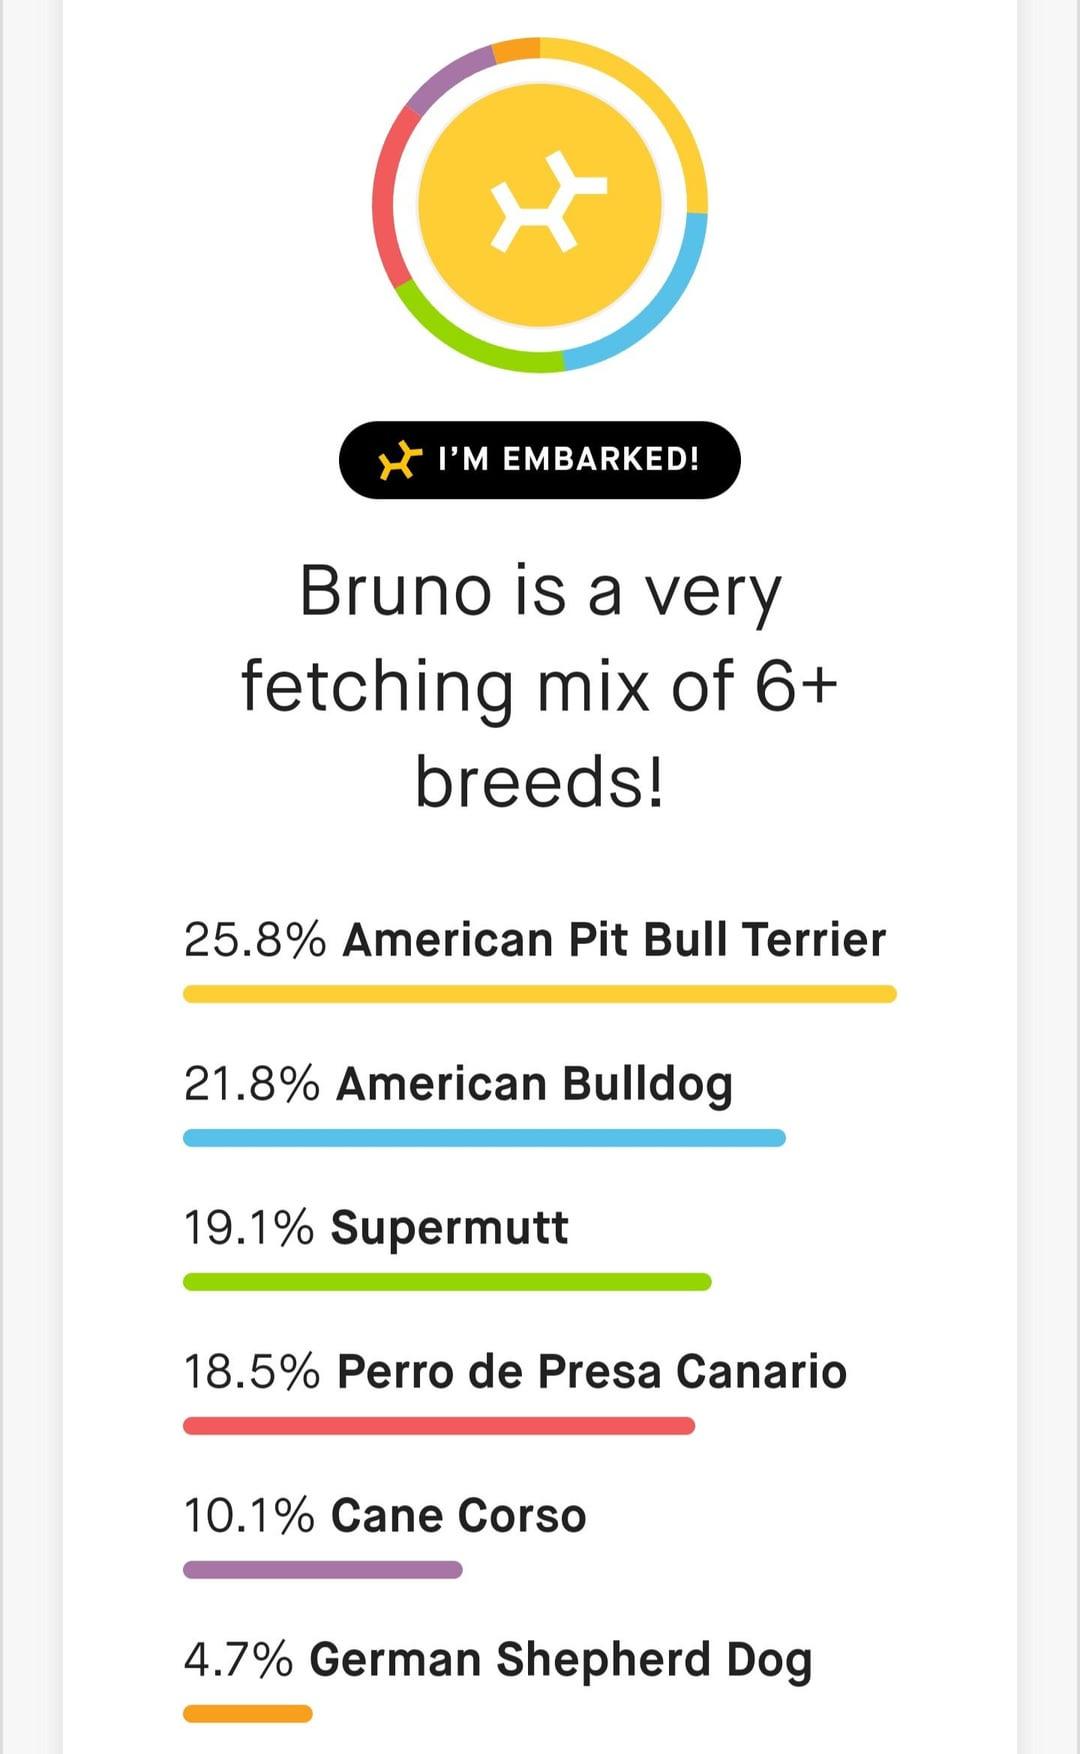 I’M EMBARKED!
Bruno is a very
fetching mix of 6+
breeds!
25.8% American Pit Bull Terrier
21.8% American Bulldog
19.1% Supermutt
18.5% Perro de Presa Canario
10.1% Cane Corso
4.7% German Shepherd Dog